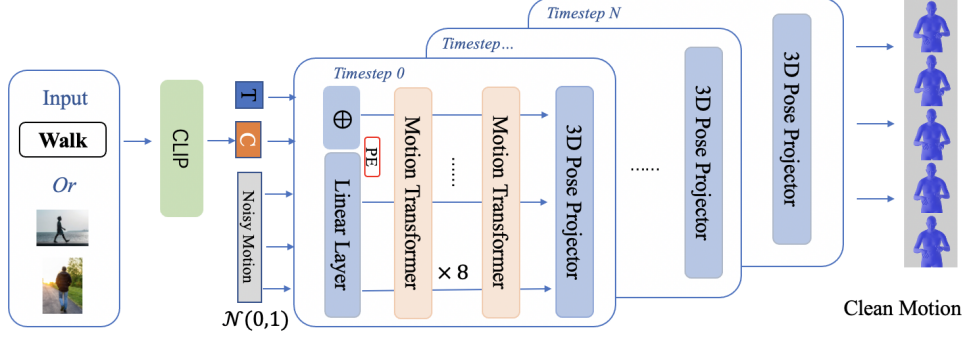 Input
Walk
Or
CLIP
T
C
Noisy Motion
𝒩(0,1)
Timestep 0
⊕
Linear Layer
PE
Motion Transformer
......
× 8
Motion Transformer
3D Pose Projector
Timestep…
......
3D Pose Projector
Timestep N
3D Pose Projector
Clean Motion